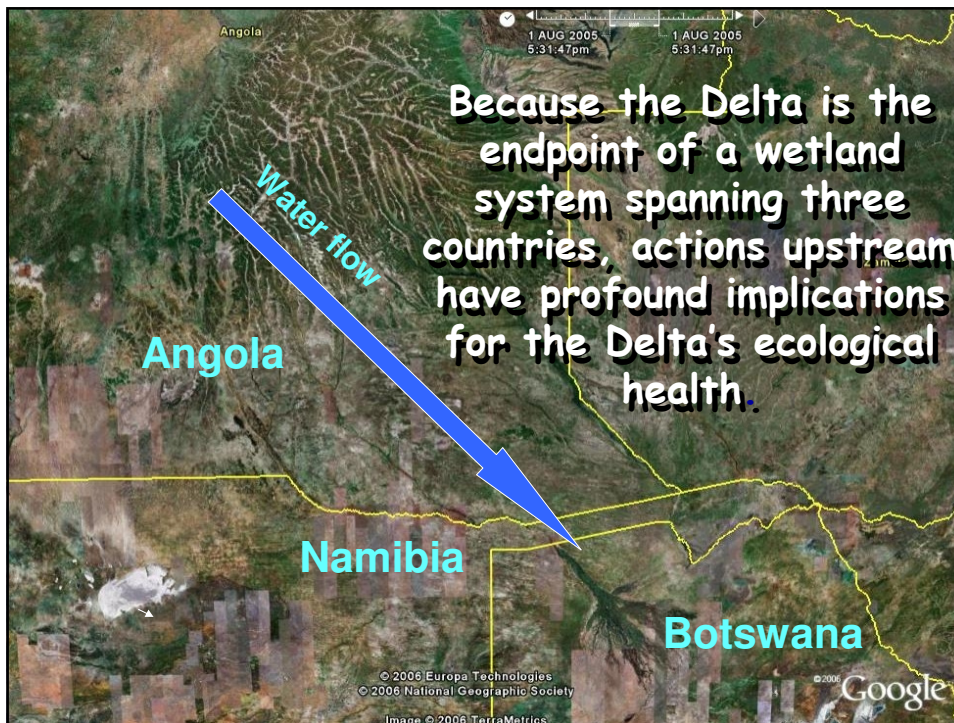 Angola
1 AUG 2005
5:31:47pm
1 AUG 2005
5:31:47pm
Because the Delta is the
endpoint of a wetland
system spanning three
countries, actions upstream
have profound implications
for the Delta's ecological
health.
Water flow
Angola
Namibia
Botswana
© 2006 Europa Technologies
© 2006 National Geographic Society
Image © 2006 TerraMetrics
©2006 Google